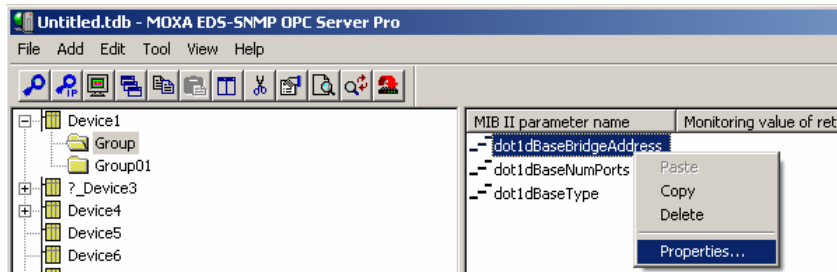 Untitled.tdb - MOXA EDS-SNMP OPC Server Pro
File Add Edit Tool View Help
IP
Device1
Group
Group01
?_Device3
Device4
Device5
Device6
MIB II parameter name Monitoring value of ret
dot1dBaseBridgeAddress
dot1dBaseNumPorts
dot1dBaseType
Paste
Copy
Delete
Properties...